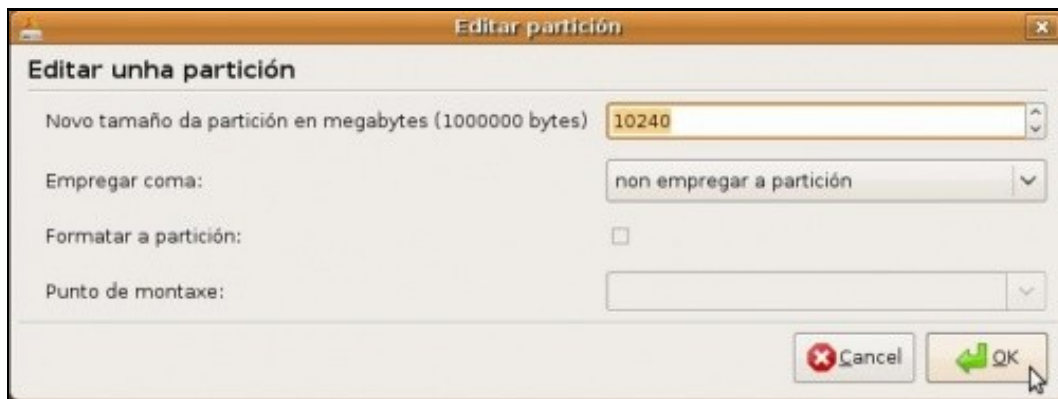 Editar partición
Editar unha partición
Novo tamaño da partición en megabytes (1000000 bytes) 10240
Empregar coma: non empregar a partición
Formatar a partición:
Punto de montaxe:
Cancel OK